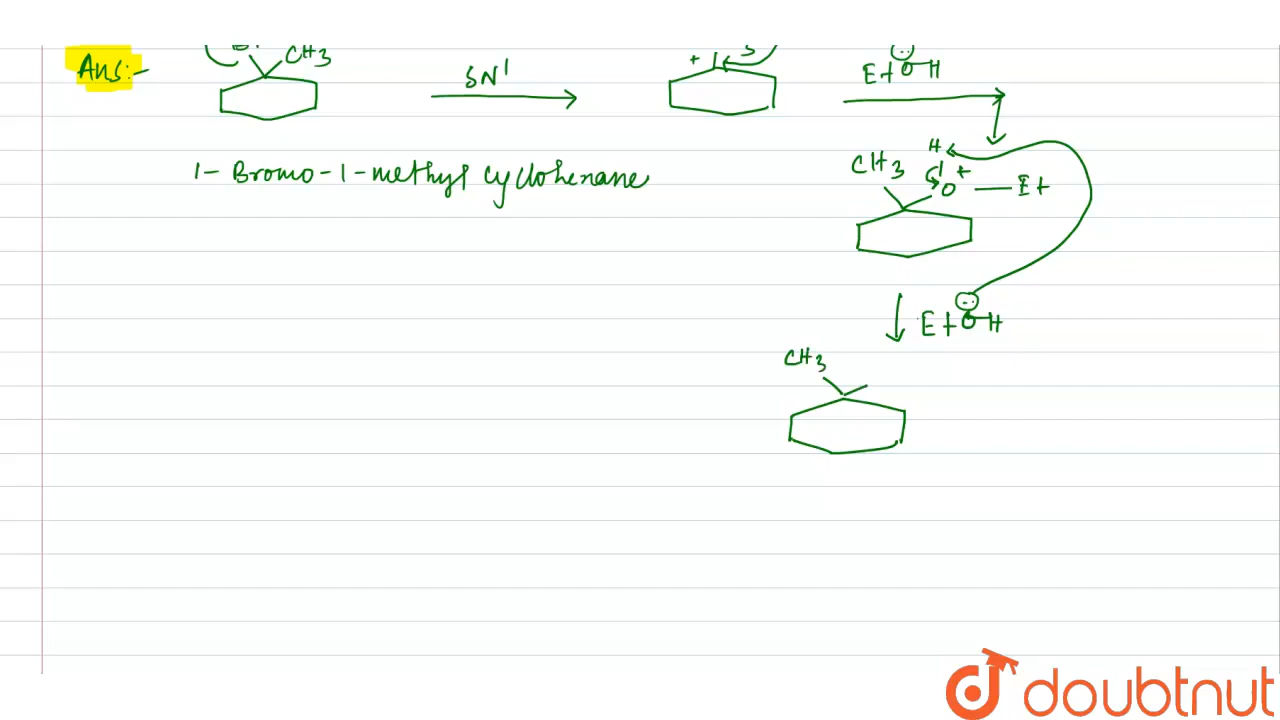 Ans:-
CH3
SN1
+
EtOH
1- Bromo-1-methyl cyclohexane
H
CH3
+
O — Et
EtOH
CH3
doubtnut